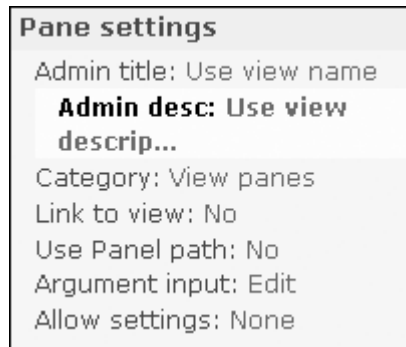 Pane settings
Admin title: Use view name
Admin desc: Use view
descrip...
Category: View panes
Link to view: No
Use Panel path: No
Argument input: Edit
Allow settings: None